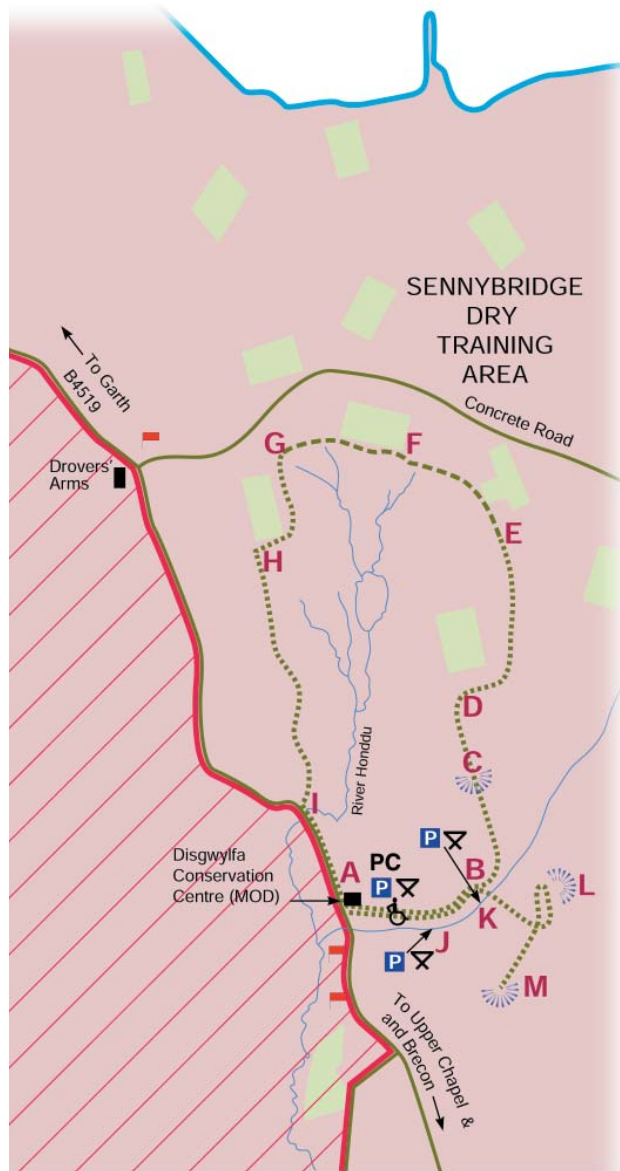 SENNYBRIDGE
DRY
TRAINING
AREA
To Garth
B4519
Concrete Road
Drovers'
Arms
G
F
E
H
D
C
River Honddu
I
Disgwylfa
Conservation
Centre (MOD)
A
PC
P
P
B
L
K
J
P
M
To Upper Chapel &
and Brecon